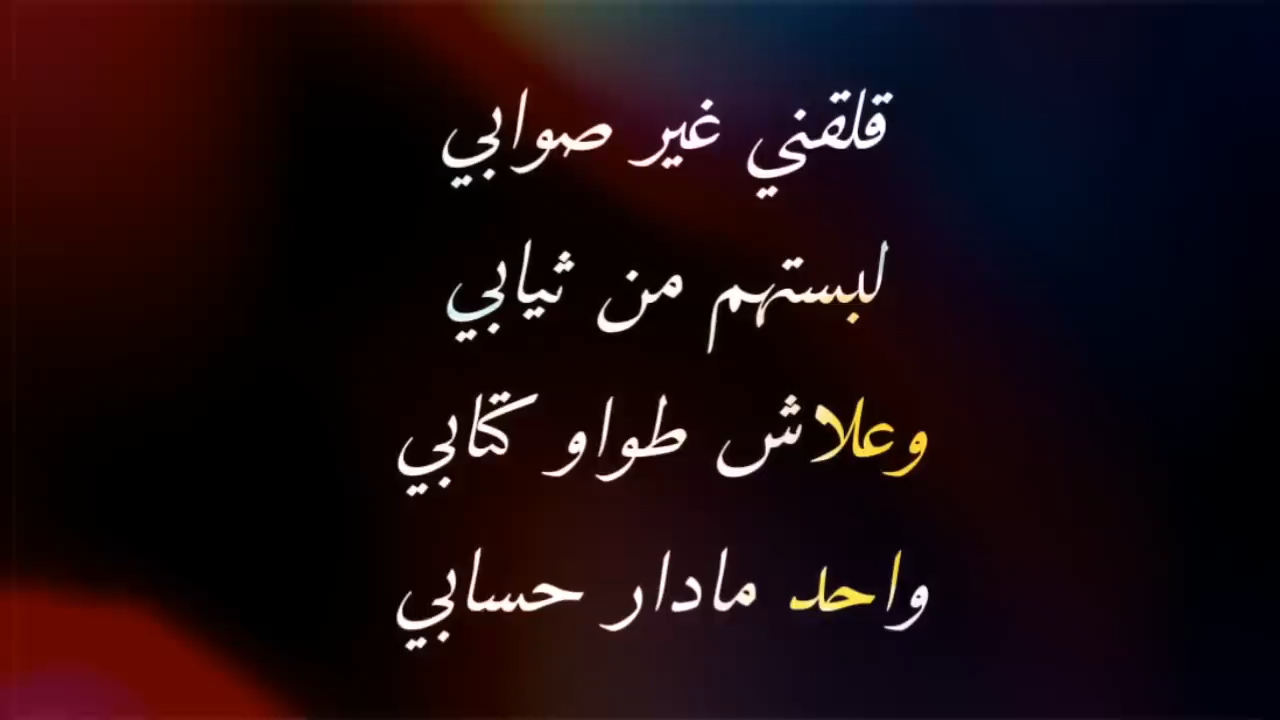 قلقني غير صوابي
لبستهم من ثيابي
وعلاش طواو كتابي
واحد مادار حسابي